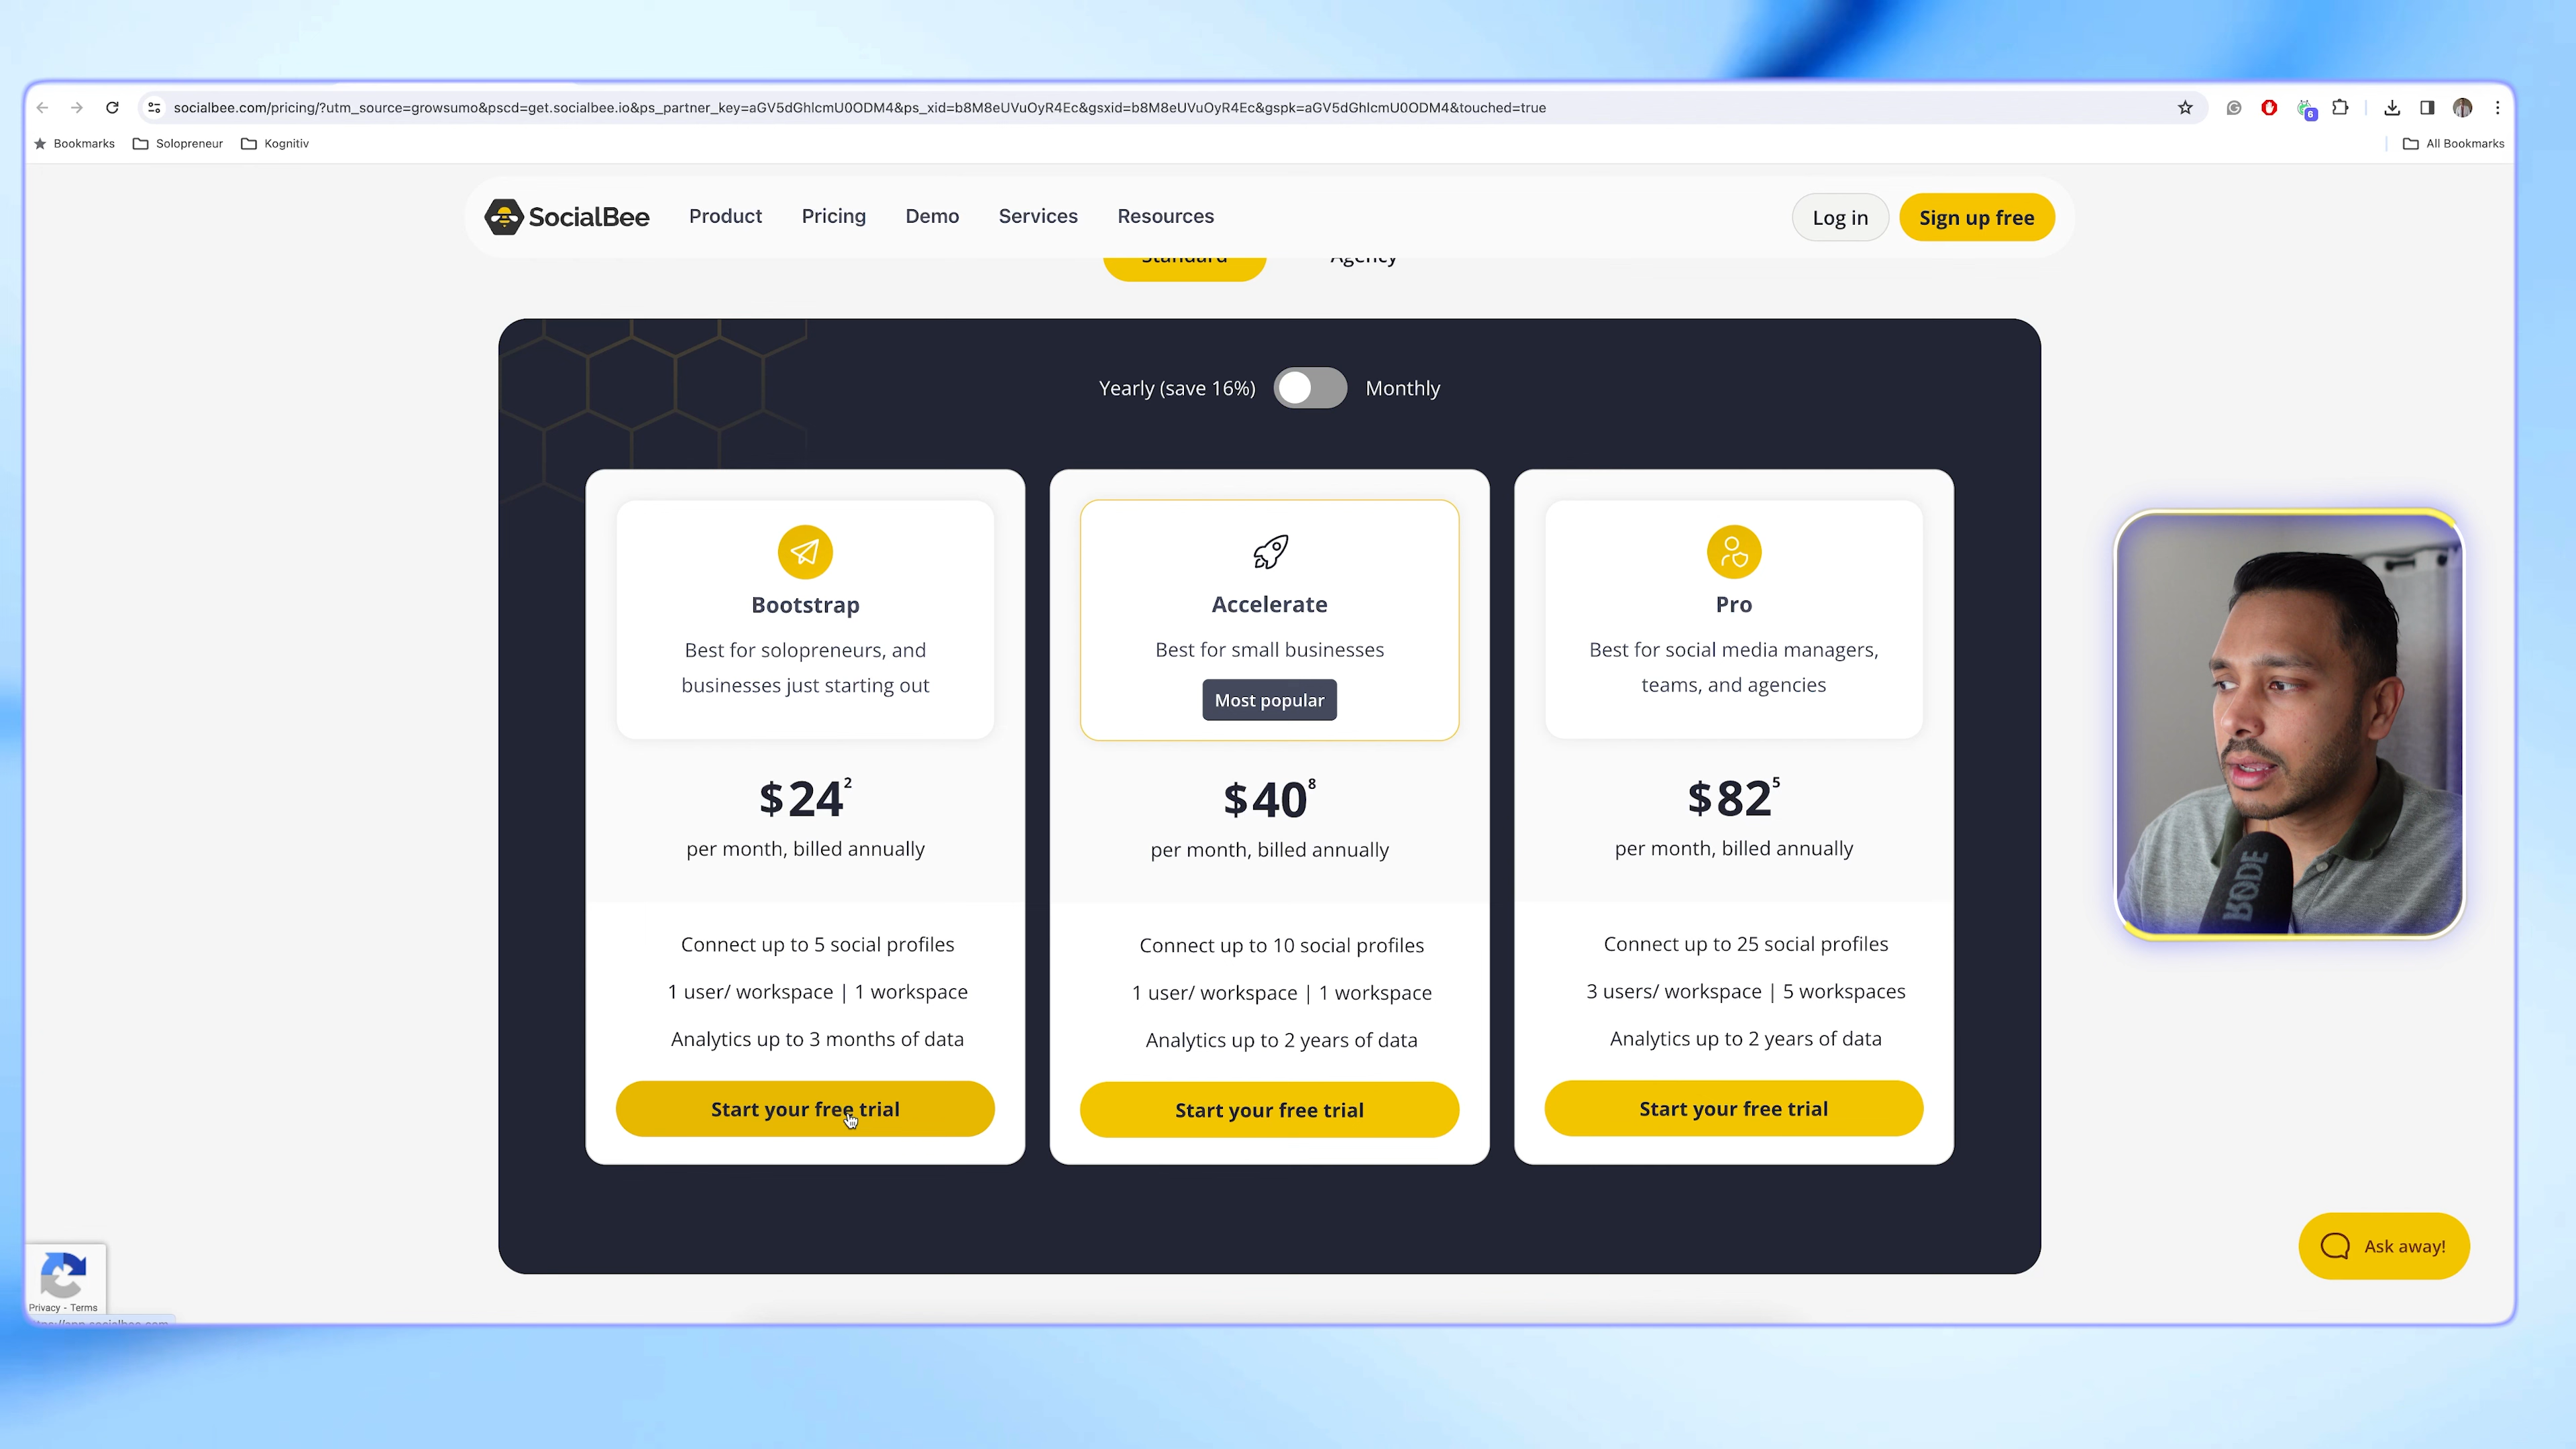 socialbee.com/pricing/?utm_source=growsumo&pscd=get.socialbee.io&ps_partner_key=aGV5dGhlcmU0ODM4&ps_xid=b8M8eUVuOyR4Ec&gsxid=b8M8eUVuOyR4Ec&gspk=aGV5dGhlcmU0ODM4&touched=true
6
Bookmarks Solopreneur Kognitiv All Bookmarks
SocialBee Product Pricing Demo Services Resources Log in Sign up free
Standard Agency
Yearly (save 16%) Monthly
Bootstrap
Best for solopreneurs, and
businesses just starting out
$24²
per month, billed annually
Connect up to 5 social profiles
1 user/ workspace | 1 workspace
Analytics up to 3 months of data
Start your free trial
Accelerate
Best for small businesses
Most popular
$40⁸
per month, billed annually
Connect up to 10 social profiles
1 user/ workspace | 1 workspace
Analytics up to 2 years of data
Start your free trial
Pro
Best for social media managers,
teams, and agencies
$82⁵
per month, billed annually
Connect up to 25 social profiles
3 users/ workspace | 5 workspaces
Analytics up to 2 years of data
Start your free trial
RØDE
Ask away!
Privacy - Terms